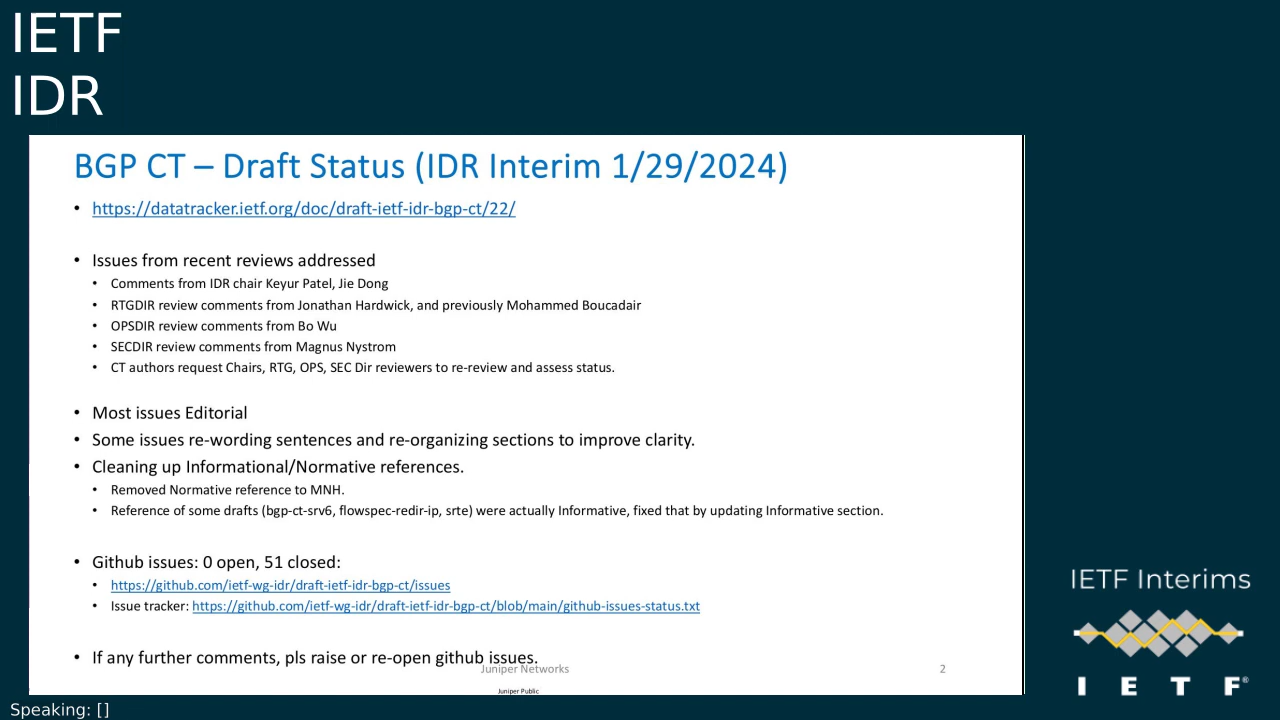 IETF
IDR
BGP CT – Draft Status (IDR Interim 1/29/2024)
• https://datatracker.ietf.org/doc/draft-ietf-idr-bgp-ct/22/
• Issues from recent reviews addressed
• Comments from IDR chair Keyur Patel, Jie Dong
• RTGDIR review comments from Jonathan Hardwick, and previously Mohammed Boucadair
• OPSDIR review comments from Bo Wu
• SECDIR review comments from Magnus Nystrom
• CT authors request Chairs, RTG, OPS, SEC Dir reviewers to re-review and assess status.
• Most issues Editorial
• Some issues re-wording sentences and re-organizing sections to improve clarity.
• Cleaning up Informational/Normative references.
• Removed Normative reference to MNH.
• Reference of some drafts (bgp-ct-srv6, flowspec-redir-ip, srte) were actually Informative, fixed that by updating Informative section.
• Github issues: 0 open, 51 closed:
• https://github.com/ietf-wg-idr/draft-ietf-idr-bgp-ct/issues
• Issue tracker: https://github.com/ietf-wg-idr/draft-ietf-idr-bgp-ct/blob/main/github-issues-status.txt
• If any further comments, pls raise or re-open github issues.
Juniper Networks
2
Juniper Public
IETF Interims
I E T F®
Speaking: []